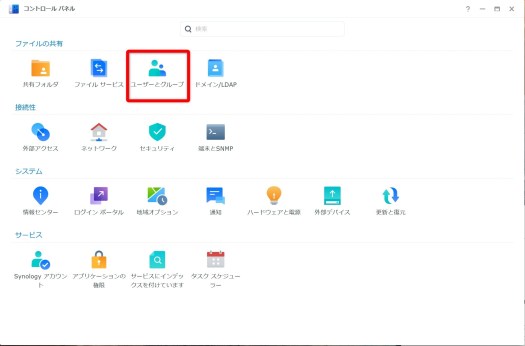 コントロール パネル
検索
ファイルの共有
共有フォルダ
ファイル サービス
ユーザーとグループ
ドメイン/LDAP
接続性
外部アクセス
ネットワーク
セキュリティ
端末とSNMP
システム
情報センター
ログイン ポータル
地域オプション
通知
ハードウェアと電源
外部デバイス
更新と復元
サービス
Synology アカウン
ト
アプリケーションの
権限
サービスにインデッ
クスを付けています
タスク スケジュー
ラー